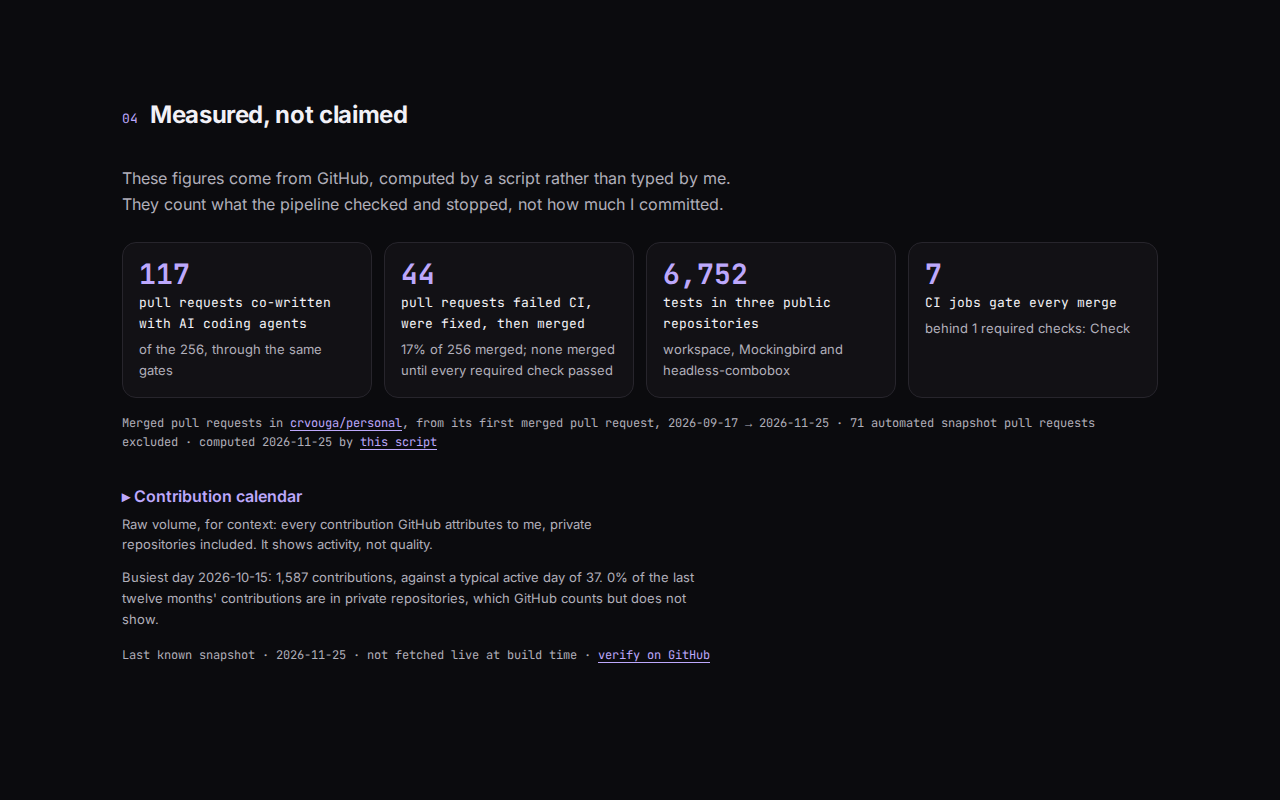 04 Measured, not claimed
These figures come from GitHub, computed by a script rather than typed by me.
They count what the pipeline checked and stopped, not how much I committed.
117
pull requests co-written
with AI coding agents
of the 256, through the same
gates
44
pull requests failed CI,
were fixed, then merged
17% of 256 merged; none merged
until every required check passed
6,752
tests in three public
repositories
workspace, Mockingbird and
headless-combobox
7
CI jobs gate every merge
behind 1 required checks: Check
Merged pull requests in crvouga/personal, from its first merged pull request, 2026-09-17 → 2026-11-25 · 71 automated snapshot pull requests
excluded · computed 2026-11-25 by this script
▸ Contribution calendar
Raw volume, for context: every contribution GitHub attributes to me, private
repositories included. It shows activity, not quality.
Busiest day 2026-10-15: 1,587 contributions, against a typical active day of 37. 0% of the last
twelve months' contributions are in private repositories, which GitHub counts but does not
show.
Last known snapshot · 2026-11-25 · not fetched live at build time · verify on GitHub